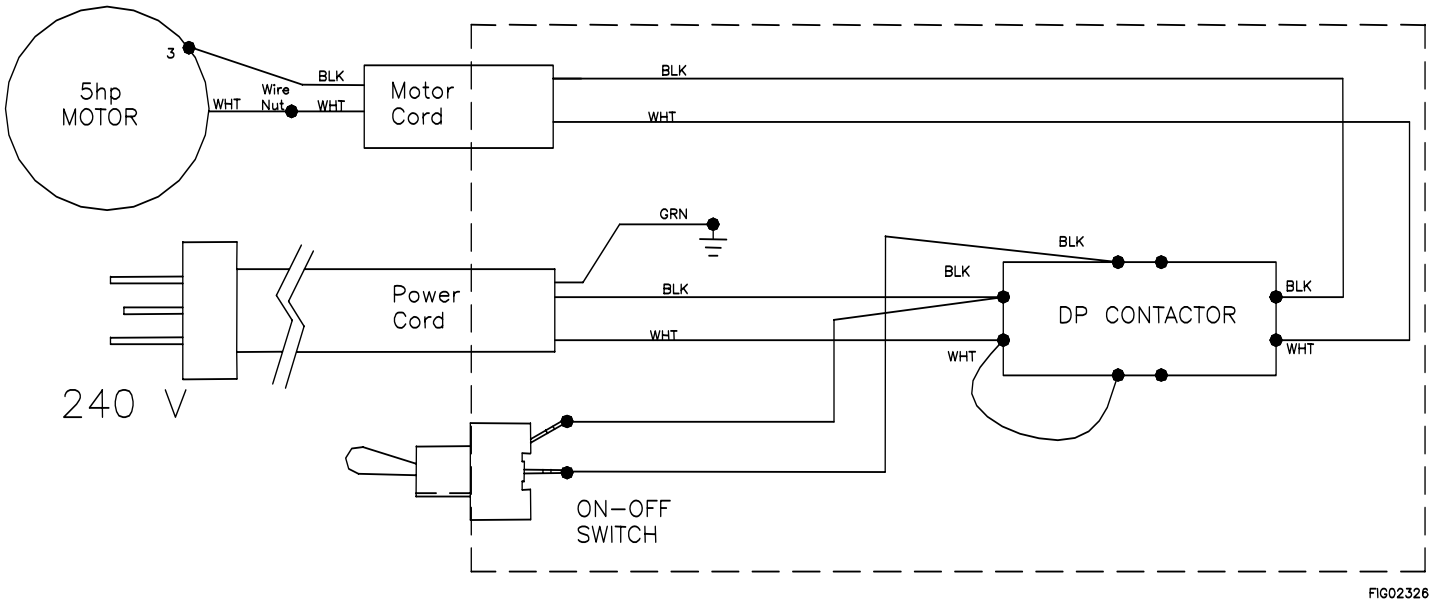 3
5hp
MOTOR
WHT
Wire
Nut
BLK
WHT
Motor
Cord
BLK
WHT
GRN
BLK
BLK
Power
Cord
BLK
WHT
WHT
DP CONTACTOR
BLK
WHT
240 V
ON-OFF
SWITCH
FIG02326